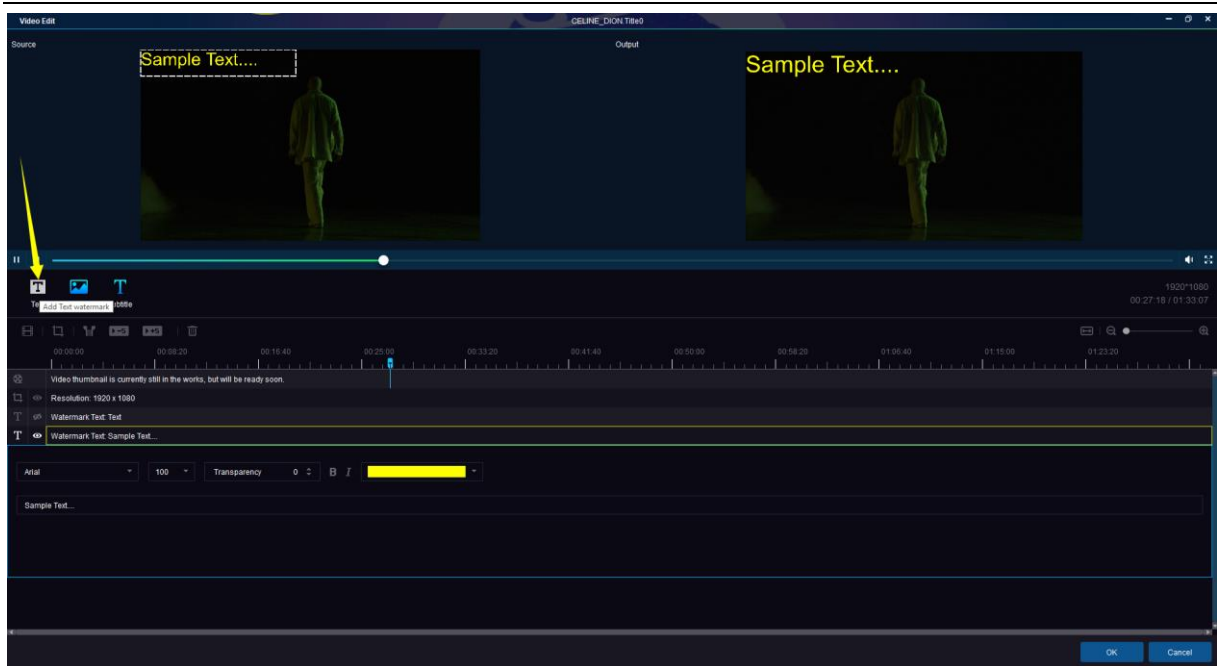 Video Edit
CELINE_DION.Title0
Source
Output
Sample Text....
Sample Text....
1920*1080
00:27:18 / 01:33:07
Add Text watermark
00:00:00 00:08:20 00:16:40 00:25:00 00:33:20 00:41:40 00:50:00 00:58:20 01:06:40 01:15:00 01:23:20
Video thumbnail is currently still in the works, but will be ready soon.
Resolution: 1920 x 1080
Watermark Text: Text
Watermark Text: Sample Text...
Arial 100 Transparency 0 B I
Sample Text...
OK Cancel